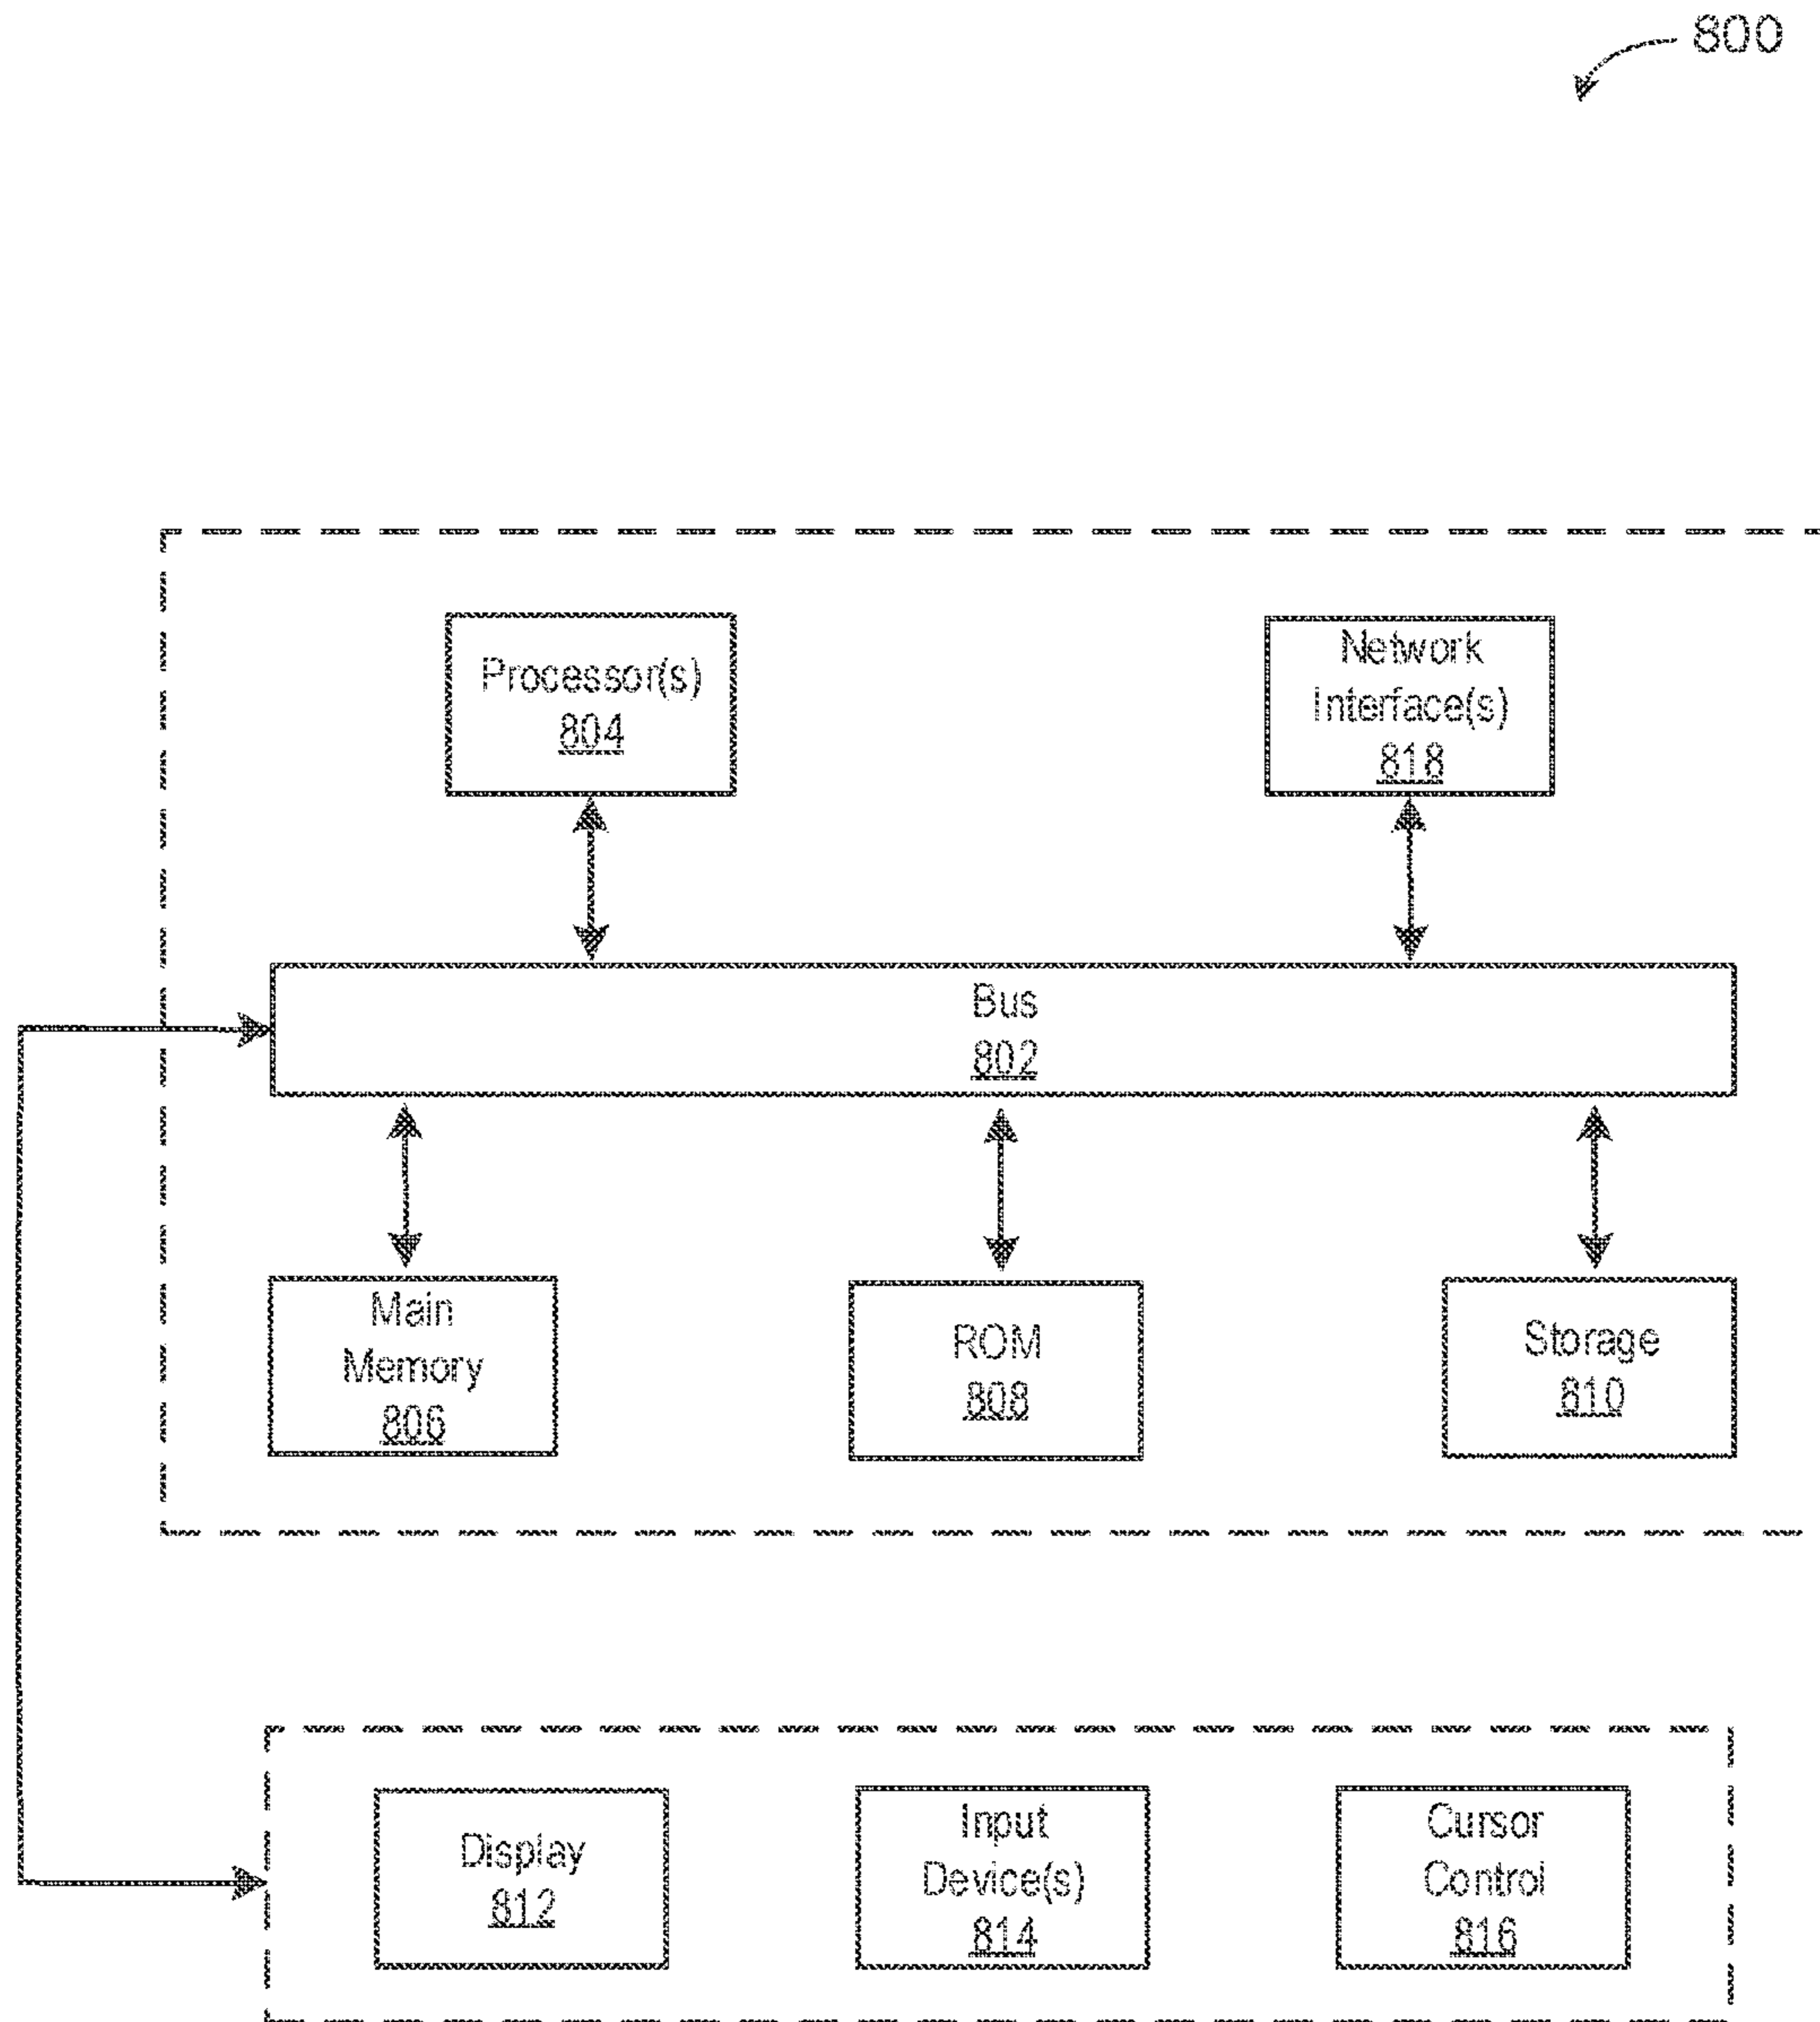 800
Processor(s)
804
Network
Interface(s)
818
Bus
802
Main
Memory
806
ROM
808
Storage
810
Display
812
Input
Device(s)
814
Cursor
Control
816